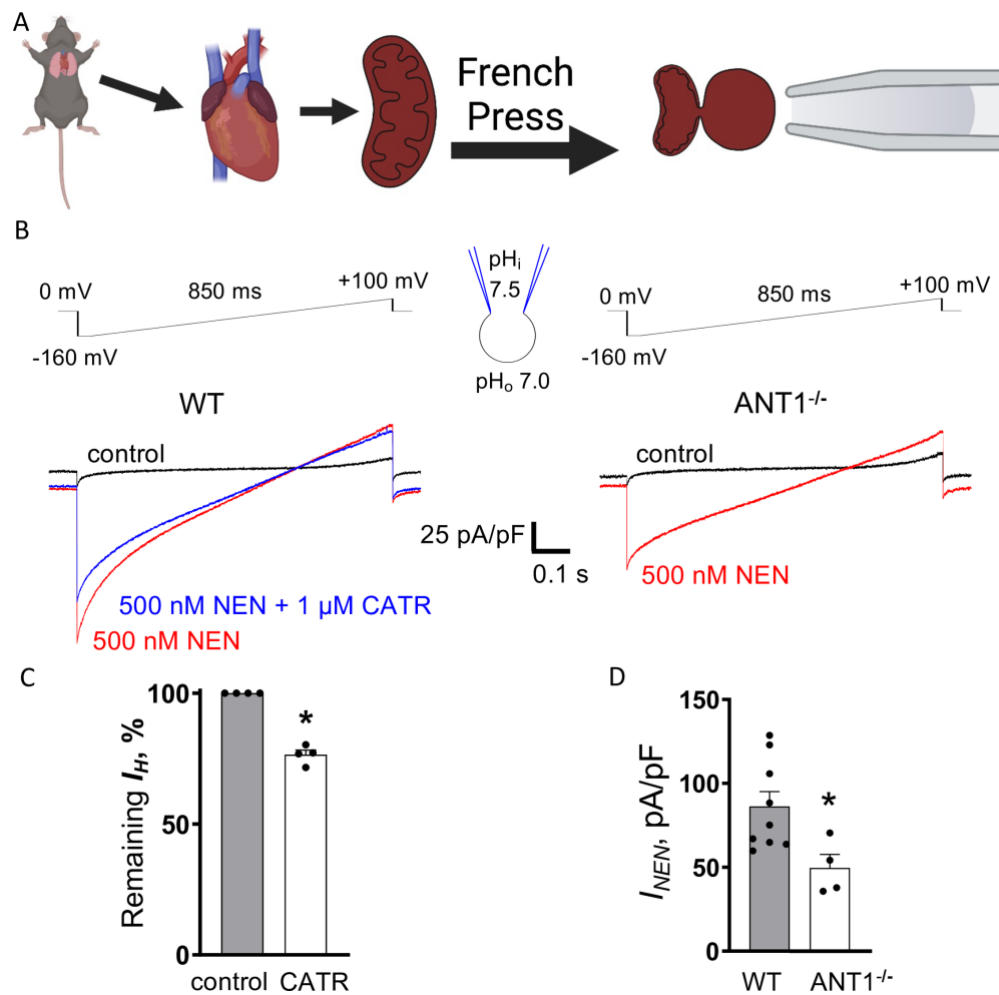 A
French
Press
B
0 mV
850 ms
+100 mV
-160 mV
pHᵢ
7.5
pHₒ 7.0
0 mV
850 ms
+100 mV
-160 mV
WT
ANT1⁻/⁻
control
control
25 pA/pF
0.1 s
500 nM NEN + 1 µM CATR
500 nM NEN
500 nM NEN
C
Remaining I_H, %
100
50
0
*
control CATR
D
I_NEN, pA/pF
150
100
50
0
*
WT ANT1⁻/⁻